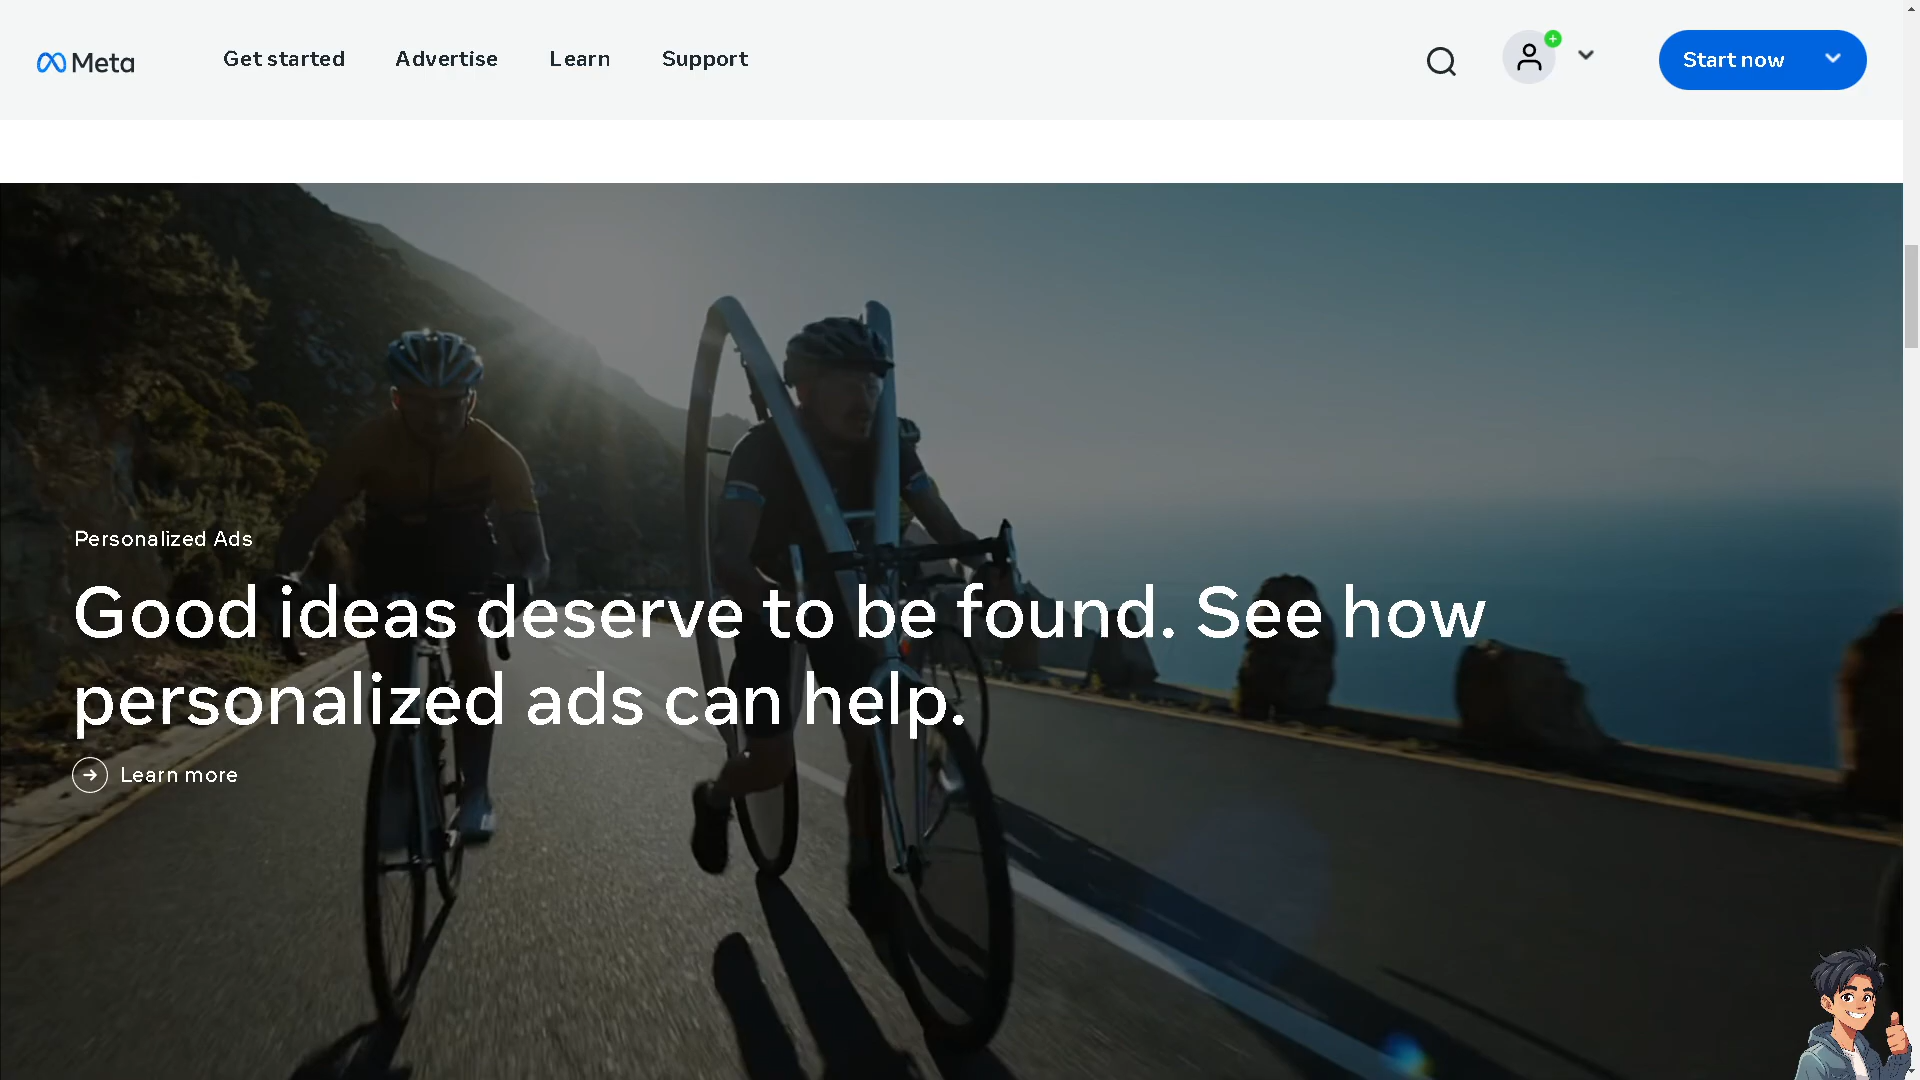 Meta
Get started
Advertise
Learn
Support
Start now
Personalized Ads
Good ideas deserve to be found. See how
personalized ads can help.
Learn more